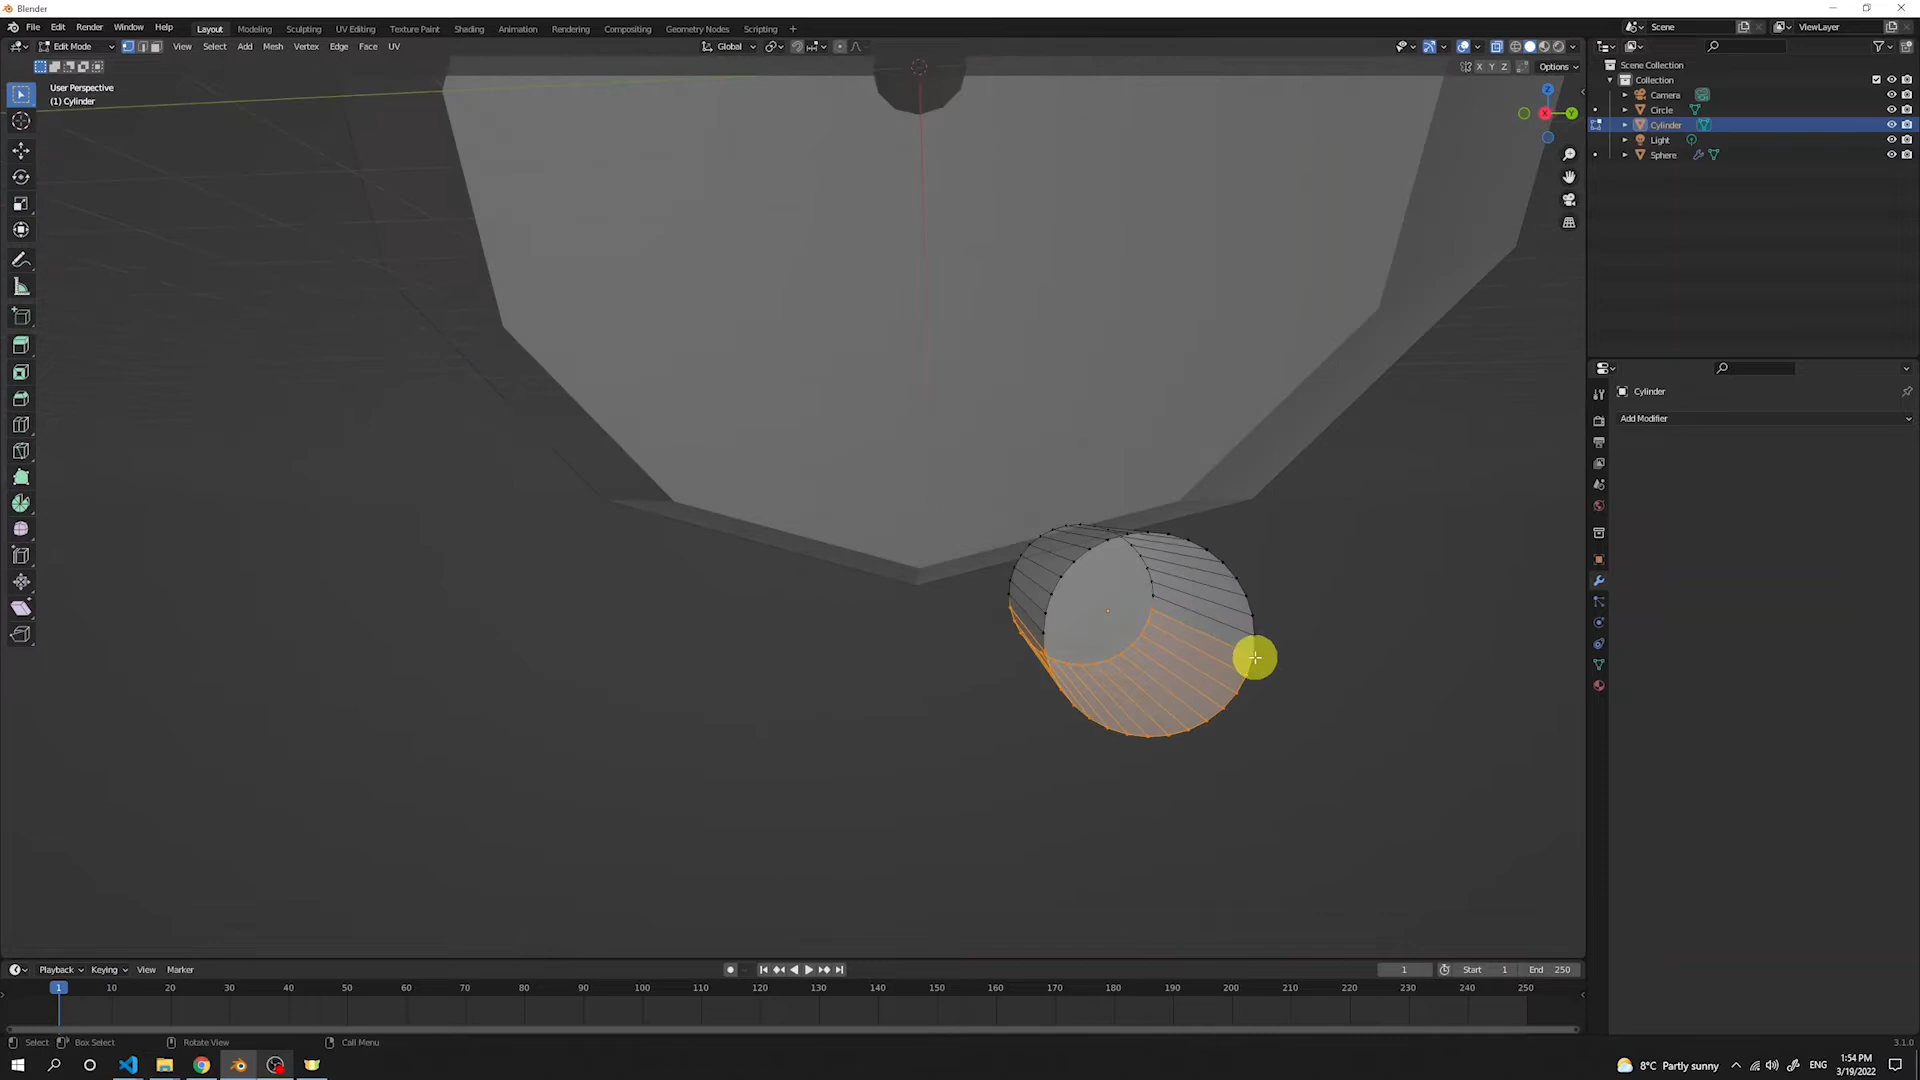 Blender
File Edit Render Window Help
Layout Modeling Sculpting UV Editing Texture Paint Shading Animation Rendering Compositing Geometry Nodes Scripting +
Scene
ViewLayer
Edit Mode View Select Add Mesh Vertex Edge Face UV
Global
X Y Z Options
User Perspective
(1) Cylinder
Z
X
Y
Scene Collection
Collection
Camera
Circle
Cylinder
Light
Sphere
Cylinder
Add Modifier
Playback Keying View Marker
1 Start 1 End 250
1 10 20 30 40 50 60 70 80 90 100 110 120 130 140 150 160 170 180 190 200 210 220 230 240 250
Select Box Select Rotate View Call Menu
3.1.0
8°C Partly sunny ENG 1:54 PM
3/19/2022